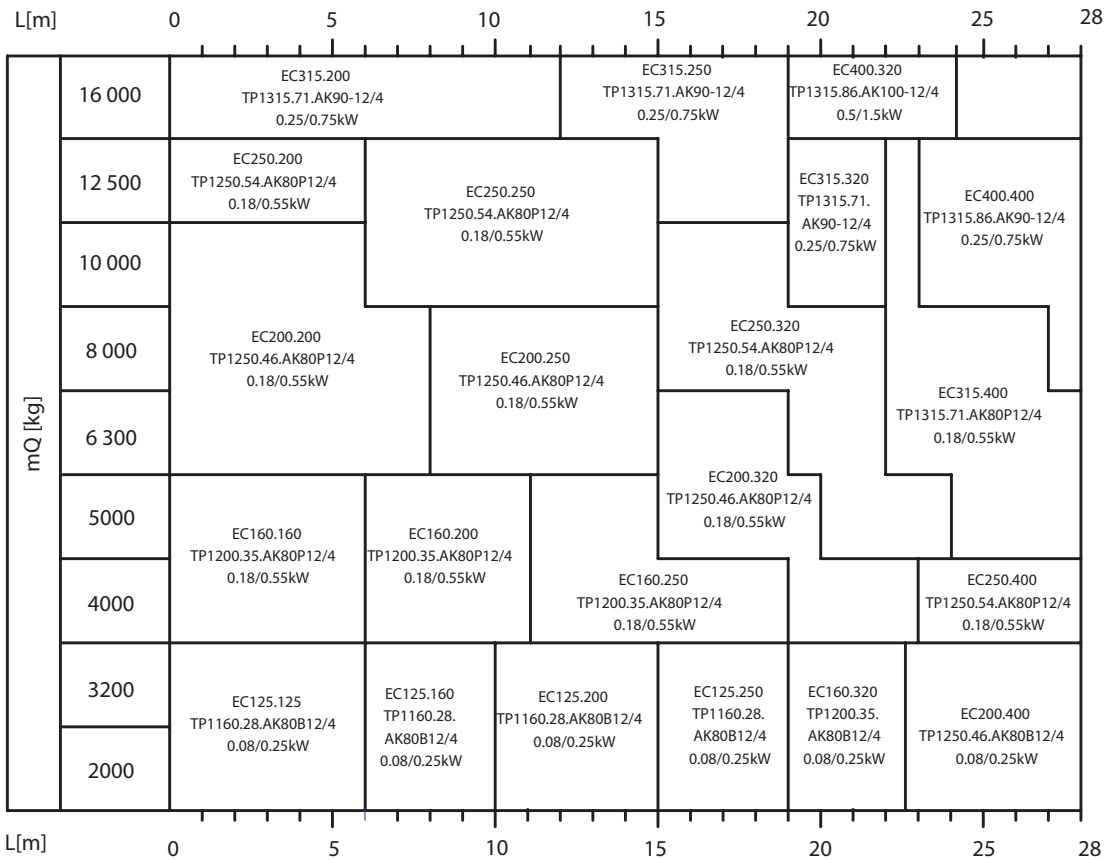 L[m] 0 5 10 15 20 25 28
16 000
EC315.200
TP1315.71.AK90-12/4
0.25/0.75kW
EC315.250
TP1315.71.AK90-12/4
0.25/0.75kW
EC400.320
TP1315.86.AK100-12/4
0.5/1.5kW
12 500
EC250.200
TP1250.54.AK80P12/4
0.18/0.55kW
EC250.250
TP1250.54.AK80P12/4
0.18/0.55kW
EC315.320
TP1315.71.
AK90-12/4
0.25/0.75kW
EC400.400
TP1315.86.AK90-12/4
0.25/0.75kW
10 000
mQ [kg]
8 000
EC200.200
TP1250.46.AK80P12/4
0.18/0.55kW
EC200.250
TP1250.46.AK80P12/4
0.18/0.55kW
EC250.320
TP1250.54.AK80P12/4
0.18/0.55kW
EC315.400
TP1315.71.AK80P12/4
0.18/0.55kW
6 300
EC200.320
TP1250.46.AK80P12/4
0.18/0.55kW
5000
EC160.160
TP1200.35.AK80P12/4
0.18/0.55kW
EC160.200
TP1200.35.AK80P12/4
0.18/0.55kW
4000
EC160.250
TP1200.35.AK80P12/4
0.18/0.55kW
EC250.400
TP1250.54.AK80P12/4
0.18/0.55kW
3200
EC125.125
TP1160.28.AK80B12/4
0.08/0.25kW
EC125.160
TP1160.28.
AK80B12/4
0.08/0.25kW
EC125.200
TP1160.28.AK80B12/4
0.08/0.25kW
EC125.250
TP1160.28.
AK80B12/4
0.08/0.25kW
EC160.320
TP1200.35.
AK80B12/4
0.08/0.25kW
EC200.400
TP1250.46.AK80B12/4
0.08/0.25kW
2000
L[m] 0 5 10 15 20 25 28